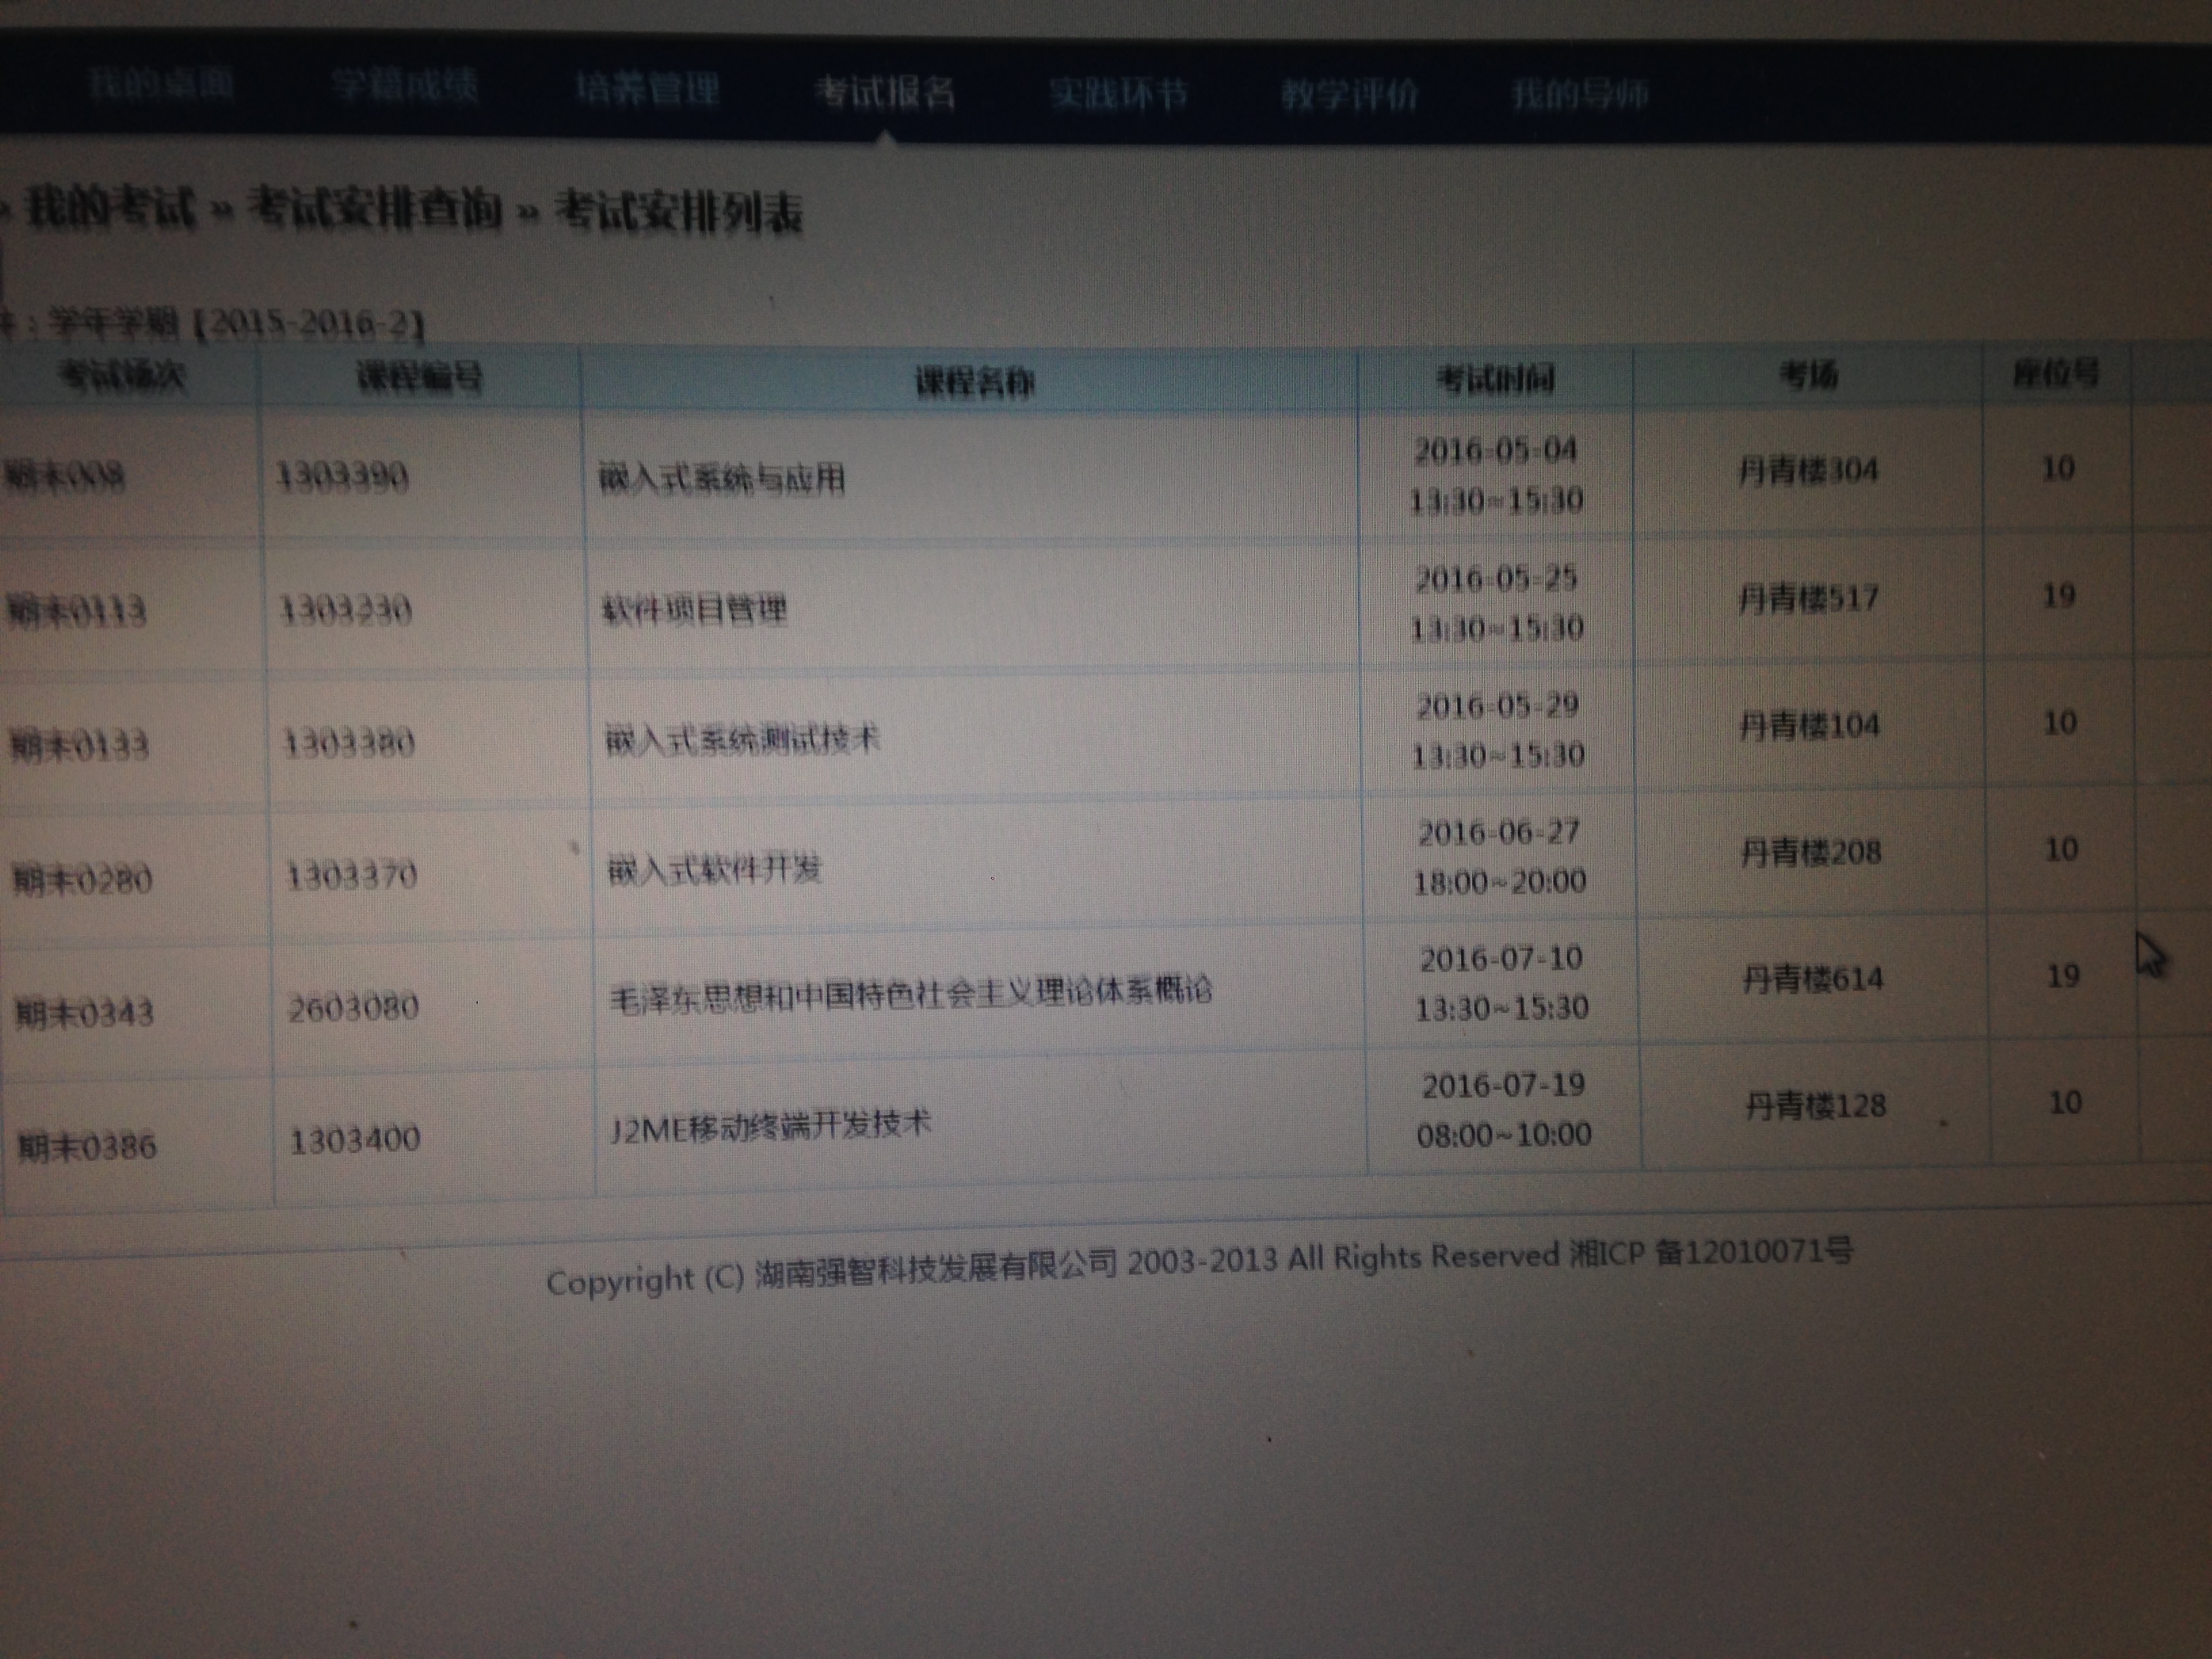 我的桌面 学籍成绩 培养管理 考试报名 实践环节 教学评价 我的导师
» 我的考试 » 考试安排查询 » 考试安排列表
：学年学期【2015-2016-2】
考试场次 课程编号 课程名称 考试时间 考场 座位号
期末008 1303390 嵌入式系统与应用 2016-05-04 13:30~15:30 丹青楼304 10
期末0113 1303230 软件项目管理 2016-05-25 13:30~15:30 丹青楼517 19
期末0133 1303380 嵌入式系统测试技术 2016-05-29 13:30~15:30 丹青楼104 10
期末0280 1303370 嵌入式软件开发 2016-06-27 18:00~20:00 丹青楼208 10
期末0343 2603080 毛泽东思想和中国特色社会主义理论体系概论 2016-07-10 13:30~15:30 丹青楼614 19
期末0386 1303400 J2ME移动终端开发技术 2016-07-19 08:00~10:00 丹青楼128 10
Copyright (C) 湖南强智科技发展有限公司 2003-2013 All Rights Reserved 湘ICP 备12010071号